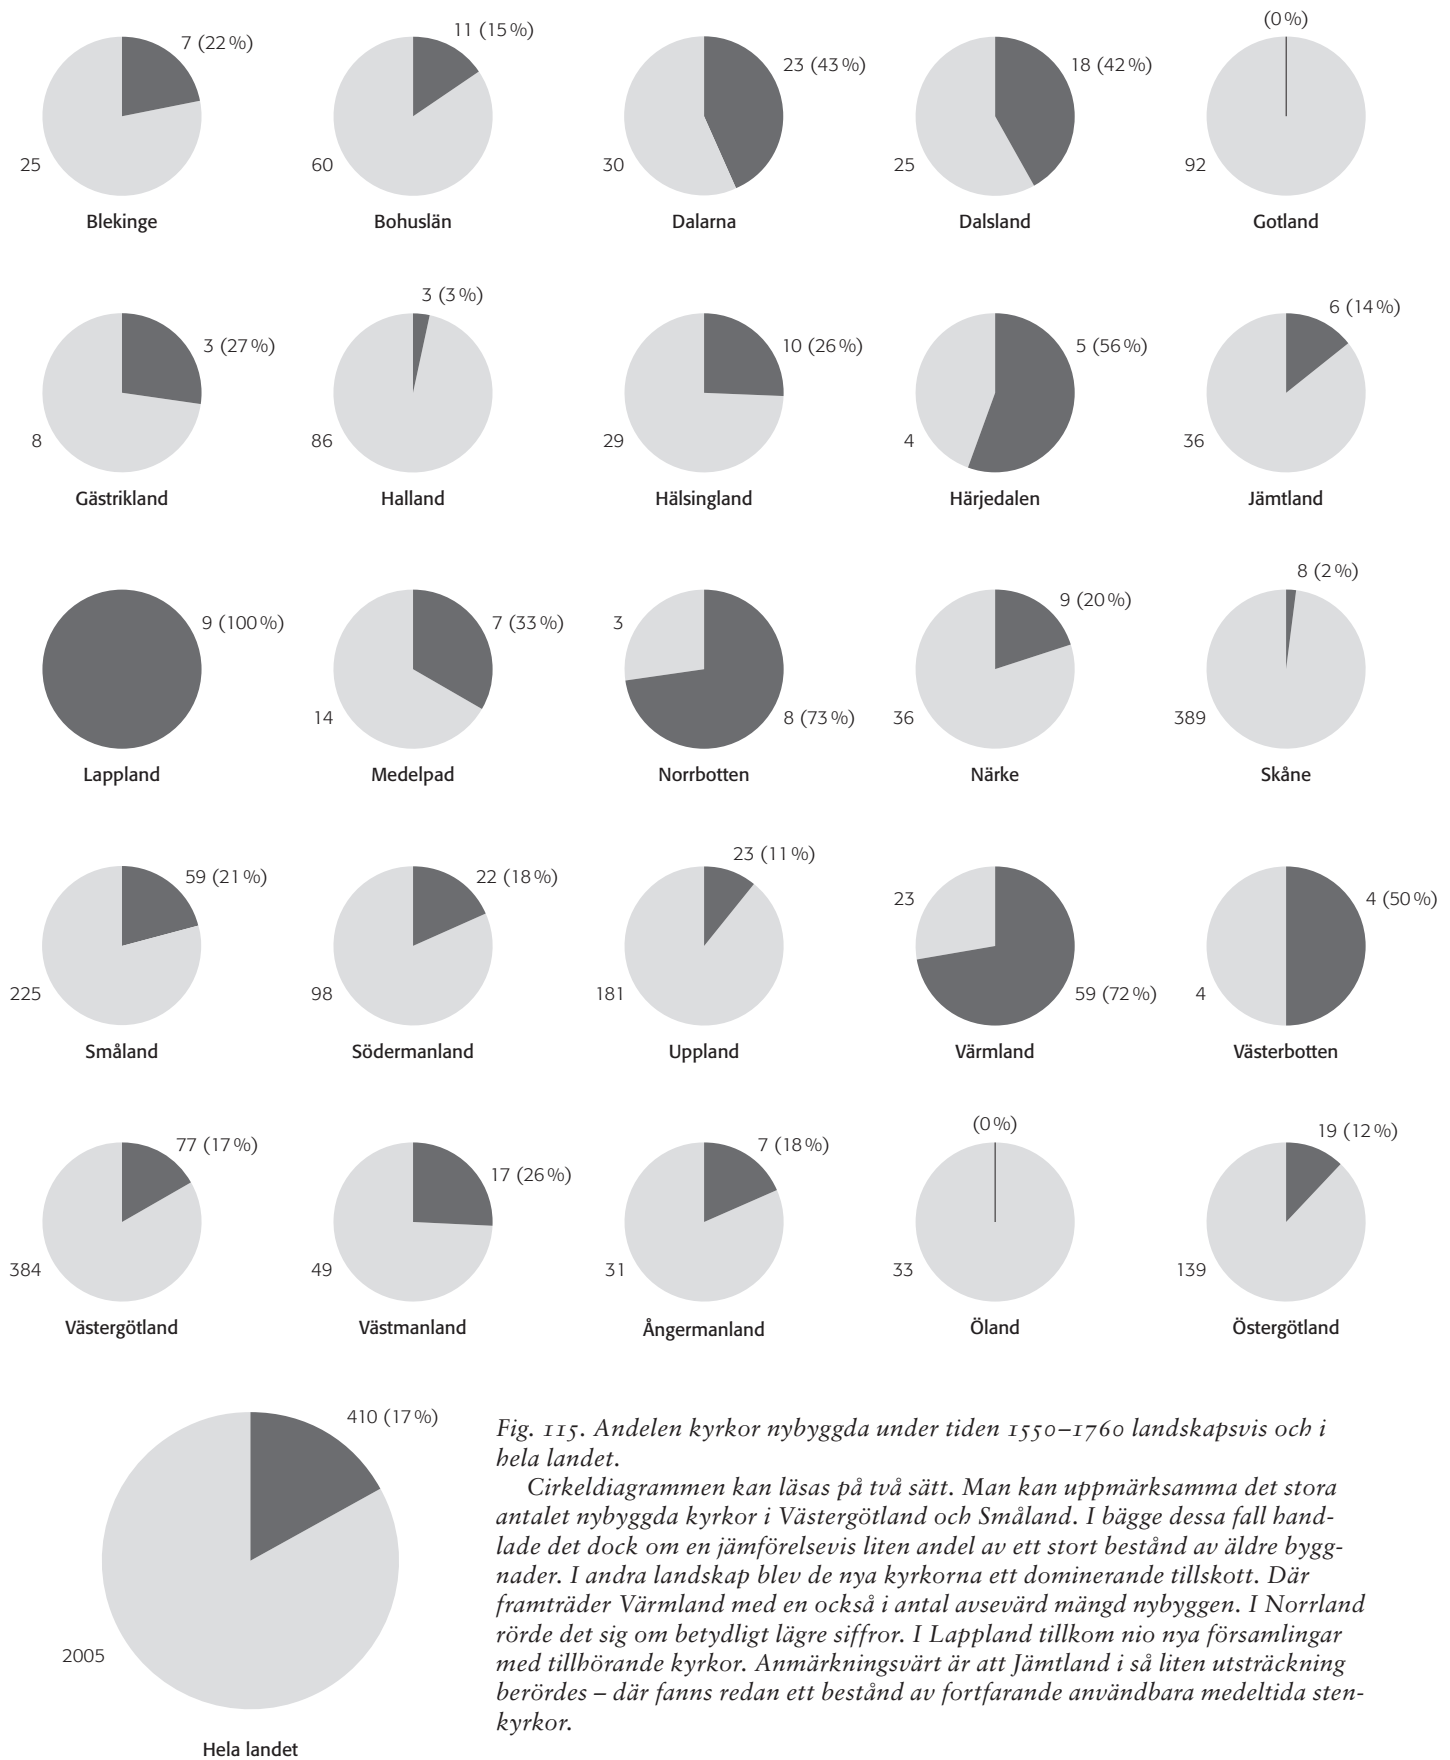 7 (22 %)
25
Blekinge
11 (15 %)
60
Bohuslän
23 (43 %)
30
Dalarna
18 (42 %)
25
Dalsland
(0 %)
92
Gotland
3 (27 %)
8
Gästrikland
3 (3 %)
86
Halland
10 (26 %)
29
Hälsingland
5 (56 %)
4
Härjedalen
6 (14 %)
36
Jämtland
9 (100 %)
Lappland
7 (33 %)
14
Medelpad
3
8 (73 %)
Norrbotten
9 (20 %)
36
Närke
8 (2 %)
389
Skåne
59 (21 %)
225
Småland
22 (18 %)
98
Södermanland
23 (11 %)
181
Uppland
23
59 (72 %)
Värmland
4 (50 %)
4
Västerbotten
77 (17 %)
384
Västergötland
17 (26 %)
49
Västmanland
7 (18 %)
31
Ångermanland
(0 %)
33
Öland
19 (12 %)
139
Östergötland
410 (17 %)
2005
Hela landet
Fig. 115. Andelen kyrkor nybyggda under tiden 1550–1760 landskapsvis och i
hela landet.
Cirkeldiagrammen kan läsas på två sätt. Man kan uppmärksamma det stora
antalet nybyggda kyrkor i Västergötland och Småland. I bägge dessa fall hand-
lade det dock om en jämförelsevis liten andel av ett stort bestånd av äldre bygg-
nader. I andra landskap blev de nya kyrkorna ett dominerande tillskott. Där
framträder Värmland med en också i antal avsevärd mängd nybyggen. I Norrland
rörde det sig om betydligt lägre siffror. I Lappland tillkom nio nya församlingar
med tillhörande kyrkor. Anmärkningsvärt är att Jämtland i så liten utsträckning
berördes – där fanns redan ett bestånd av fortfarande användbara medeltida sten-
kyrkor.